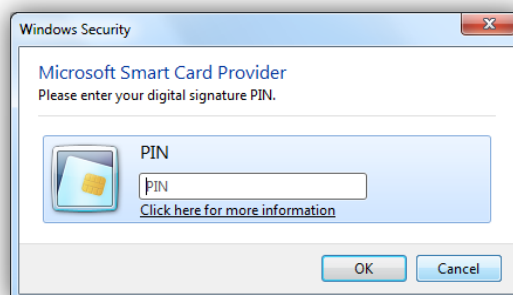 Windows Security
Microsoft Smart Card Provider
Please enter your digital signature PIN.
PIN
PIN
Click here for more information
OK
Cancel